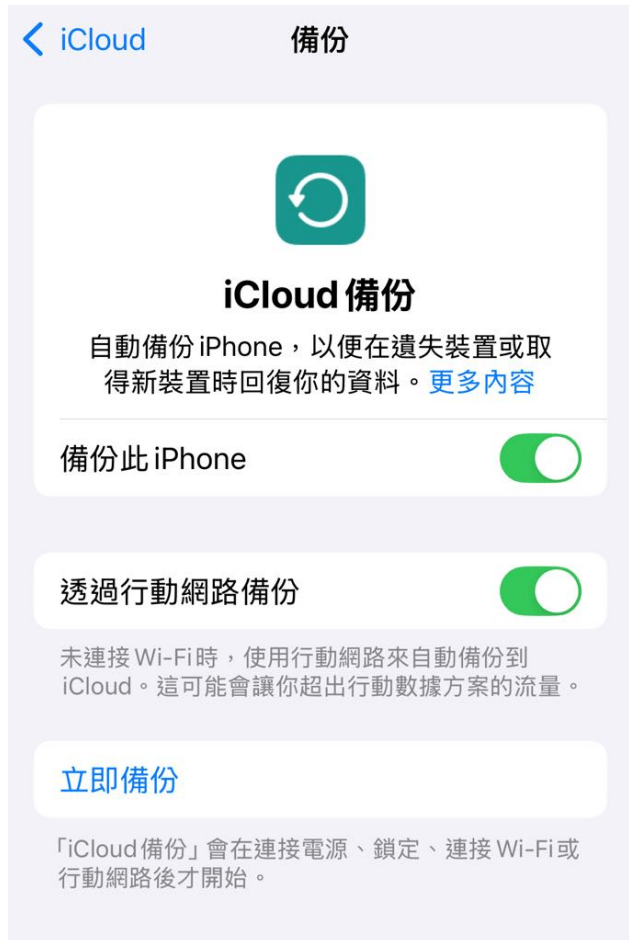 iCloud 備份
iCloud 備份
自動備份 iPhone，以便在遺失裝置或取
得新裝置時回復你的資料。更多內容
備份此 iPhone
透過行動網路備份
未連接 Wi-Fi 時，使用行動網路來自動備份到
iCloud。這可能會讓你超出行動數據方案的流量。
立即備份
「iCloud 備份」會在連接電源、鎖定、連接 Wi-Fi 或
行動網路後才開始。